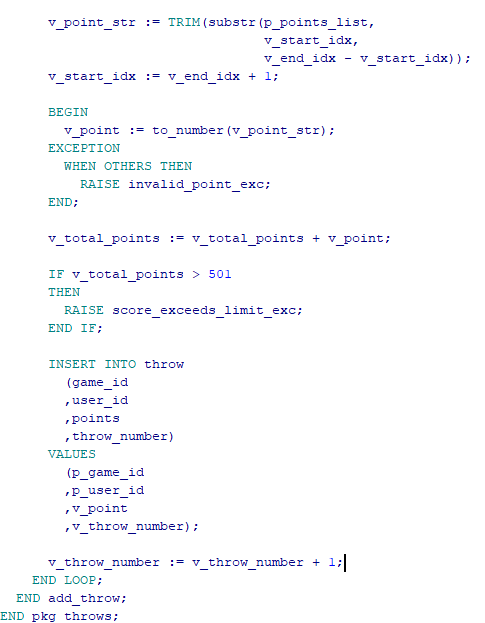 v_point_str := TRIM(substr(p_points_list,
v_start_idx,
v_end_idx - v_start_idx));
v_start_idx := v_end_idx + 1;
BEGIN
v_point := to_number(v_point_str);
EXCEPTION
WHEN OTHERS THEN
RAISE invalid_point_exc;
END;
v_total_points := v_total_points + v_point;
IF v_total_points > 501
THEN
RAISE score_exceeds_limit_exc;
END IF;
INSERT INTO throw
(game_id
,user_id
,points
,throw_number)
VALUES
(p_game_id
,p_user_id
,v_point
,v_throw_number);
v_throw_number := v_throw_number + 1;
END LOOP;
END add_throw;
END pkg throws;